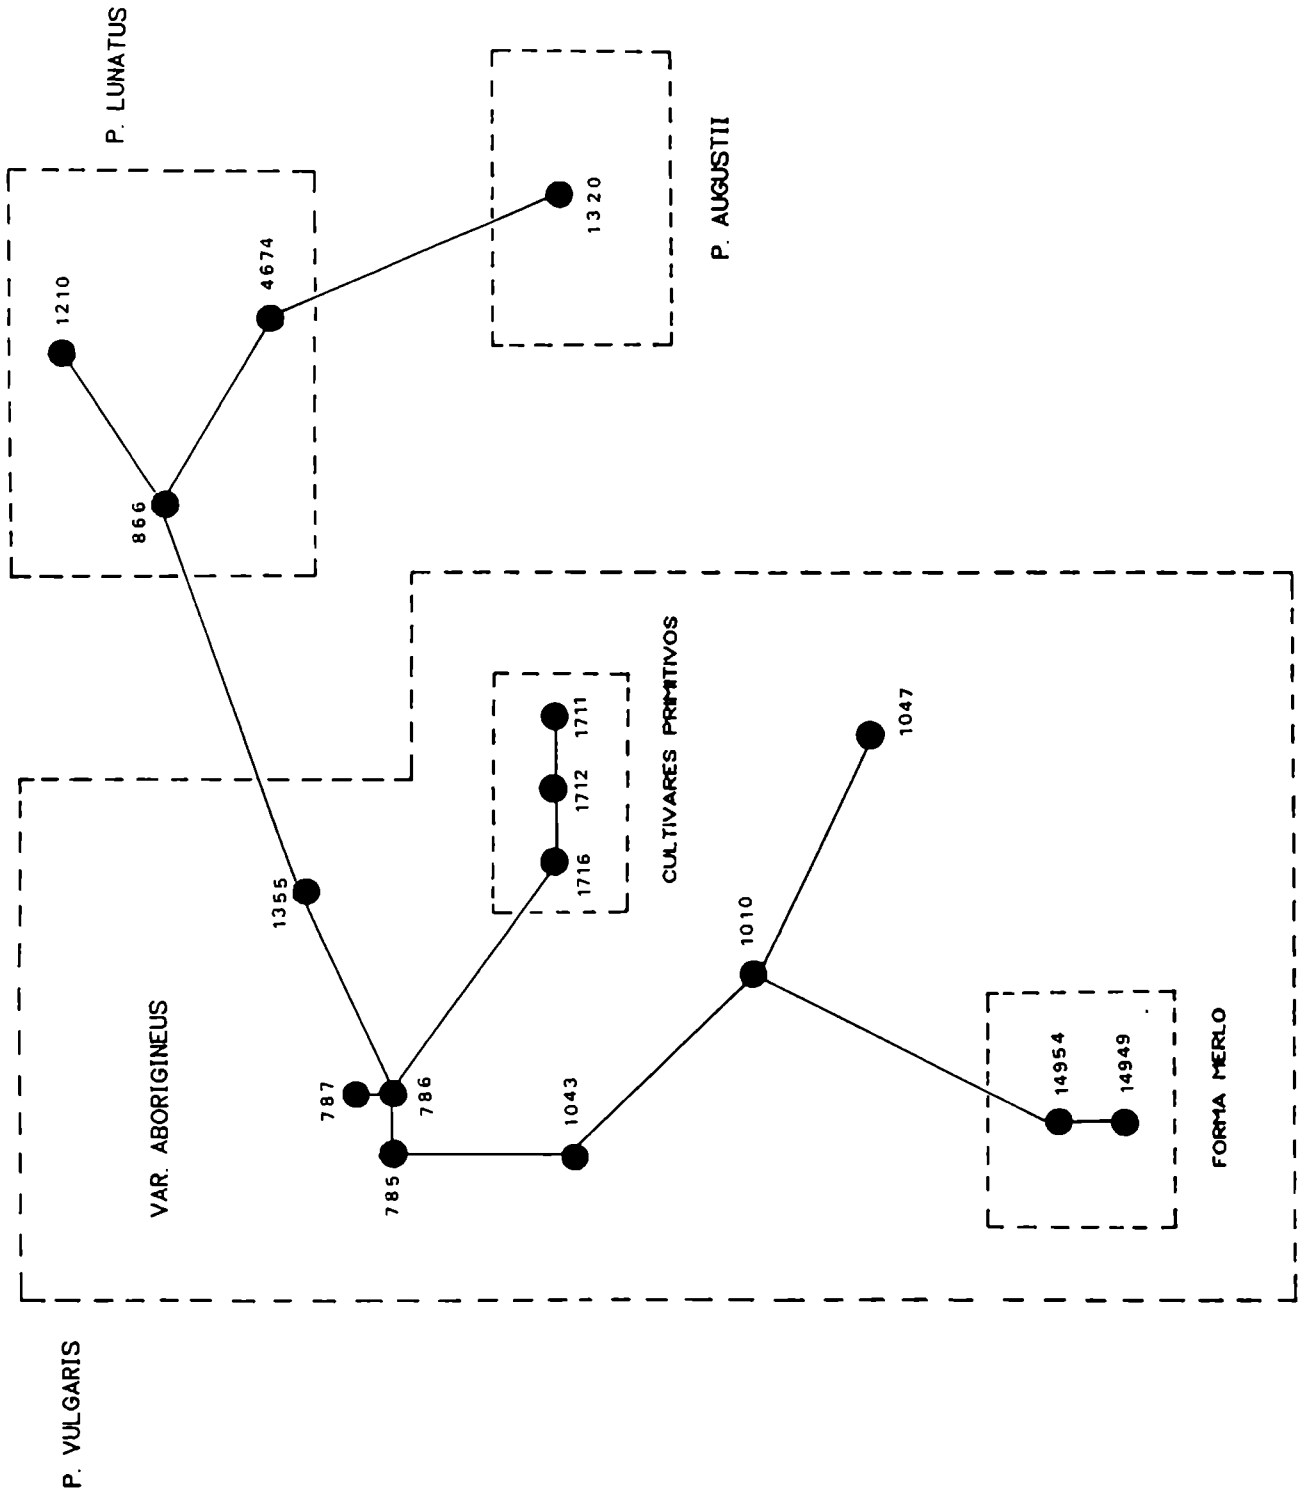 P. VULGARIS
VAR. ABORIGINEUS
785
787
786
1355
1043
1716
1712
1711
CULTIVARES PRIMITIVOS
1010
1047
14954
14949
FORMA MERLO
P. LUNATUS
866
1210
4674
1320
P. AUGUSTII